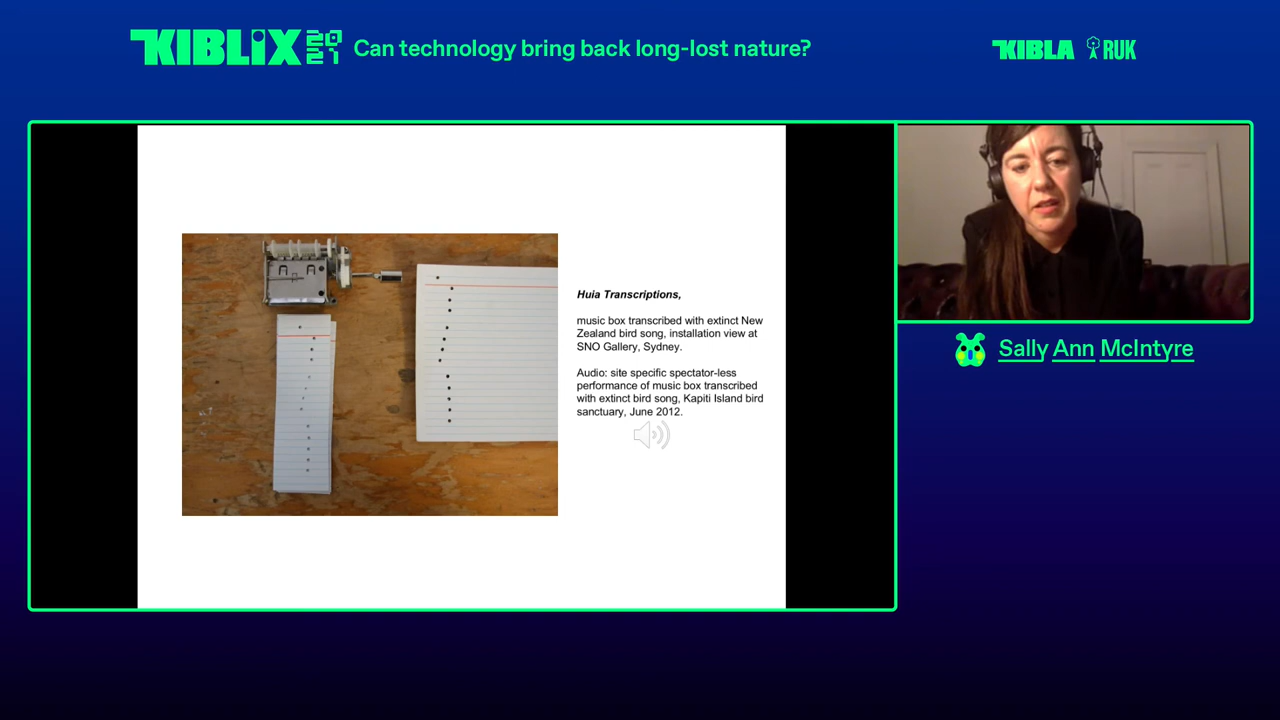 KIBLIX 2021 Can technology bring back long-lost nature?
KIBLA RUK
Huia Transcriptions,
music box transcribed with extinct New
Zealand bird song, installation view at
SNO Gallery, Sydney.
Audio: site specific spectator-less
performance of music box transcribed
with extinct bird song, Kapiti Island bird
sanctuary, June 2012.
Sally Ann McIntyre